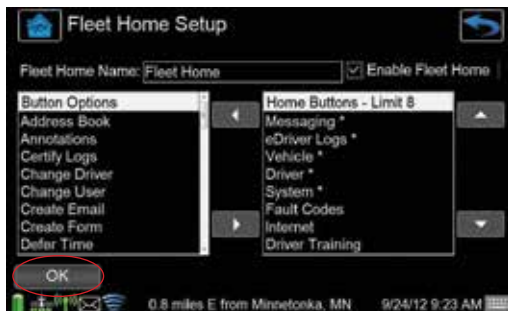 Fleet Home Setup
Fleet Home Name: Fleet Home
Enable Fleet Home
Button Options
Address Book
Annotations
Certify Logs
Change Driver
Change User
Create Email
Create Form
Defer Time
Home Buttons - Limit 8
Messaging *
eDriver Logs *
Vehicle *
Driver *
System *
Fault Codes
Internet
Driver Training
OK
0.8 miles E from Minnetonka, MN
9/24/12 9:23 AM